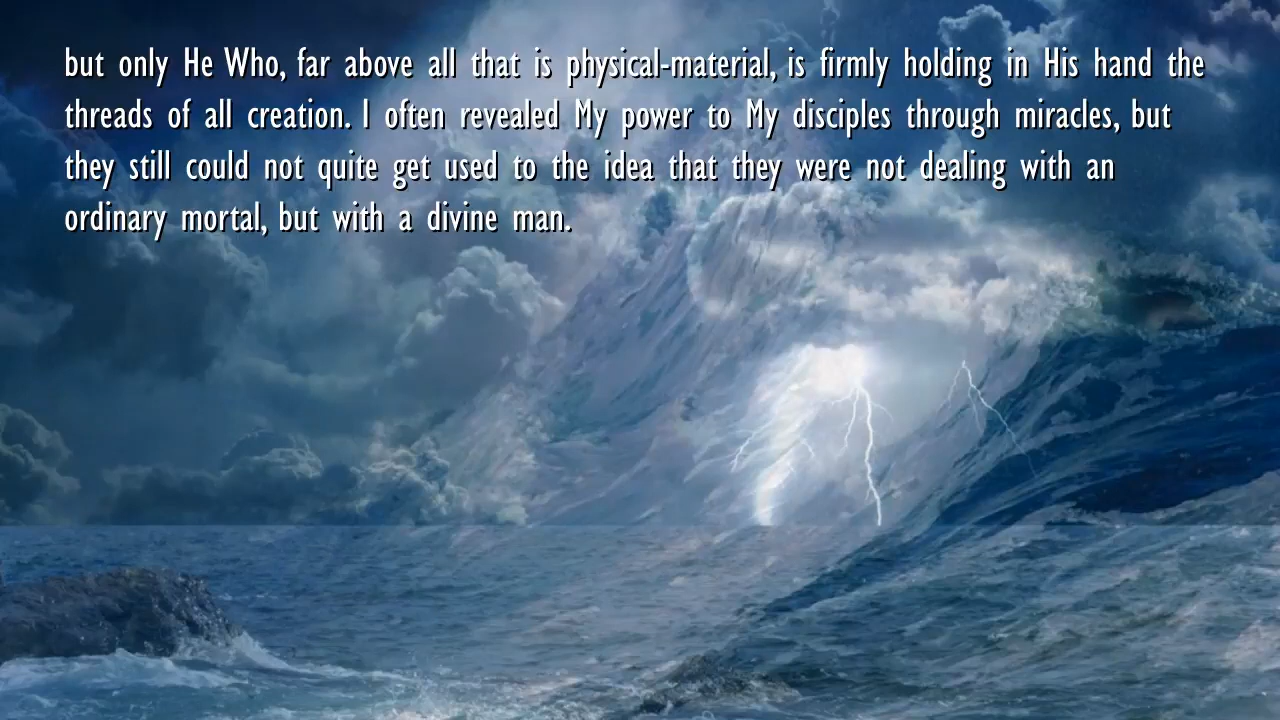 but only He Who, far above all that is physical-material, is firmly holding in His hand the
threads of all creation. I often revealed My power to My disciples through miracles, but
they still could not quite get used to the idea that they were not dealing with an
ordinary mortal, but with a divine man.